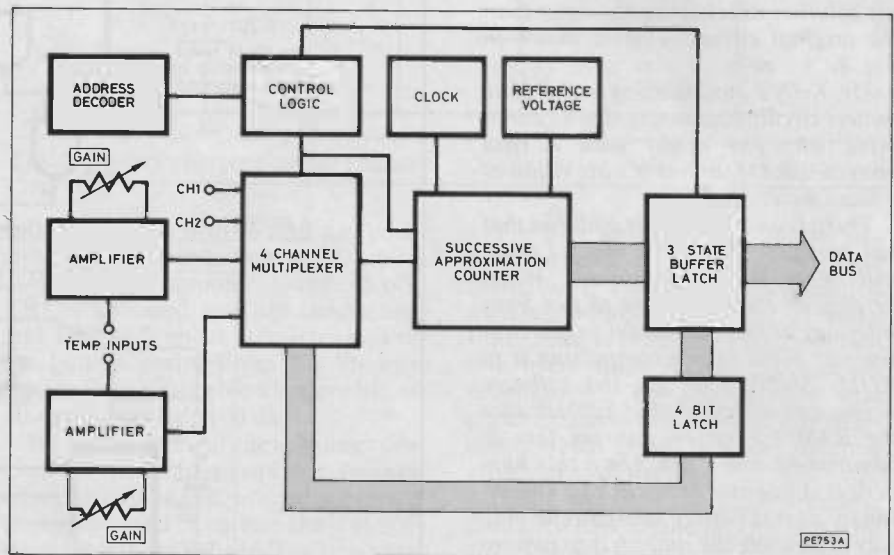 ADDRESS
DECODER
CONTROL
LOGIC
CLOCK
REFERENCE
VOLTAGE
GAIN
CH1
CH2
AMPLIFIER
4 CHANNEL
MULTIPLEXER
SUCCESSIVE
APPROXIMATION
COUNTER
3 STATE
BUFFER
LATCH
DATA
BUS
TEMP INPUTS
AMPLIFIER
4 BIT
LATCH
GAIN
PE753A